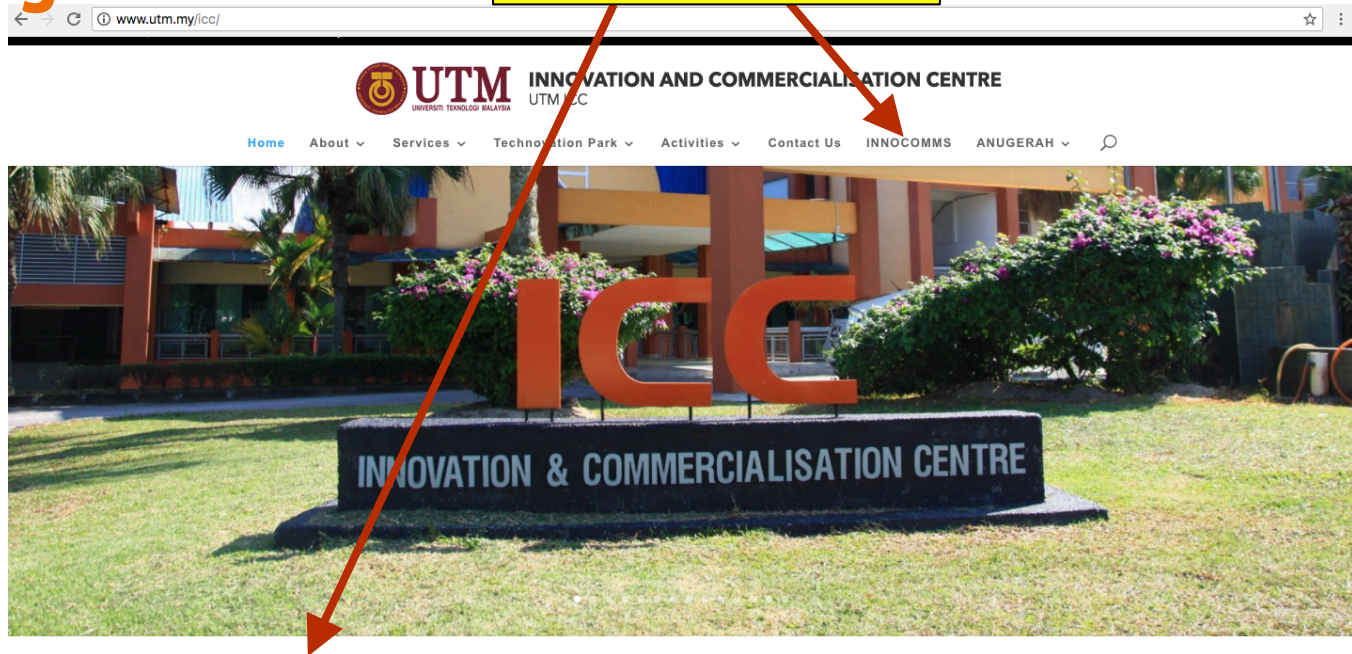 www.utm.my/icc/
UTM
UNIVERSITI TEKNOLOGI MALAYSIA
INNOVATION AND COMMERCIALISATION CENTRE
UTM ICC
Home About Services Technovation Park Activities Contact Us INNOCOMMS ANUGERAH
ICC
INNOVATION & COMMERCIALISATION CENTRE